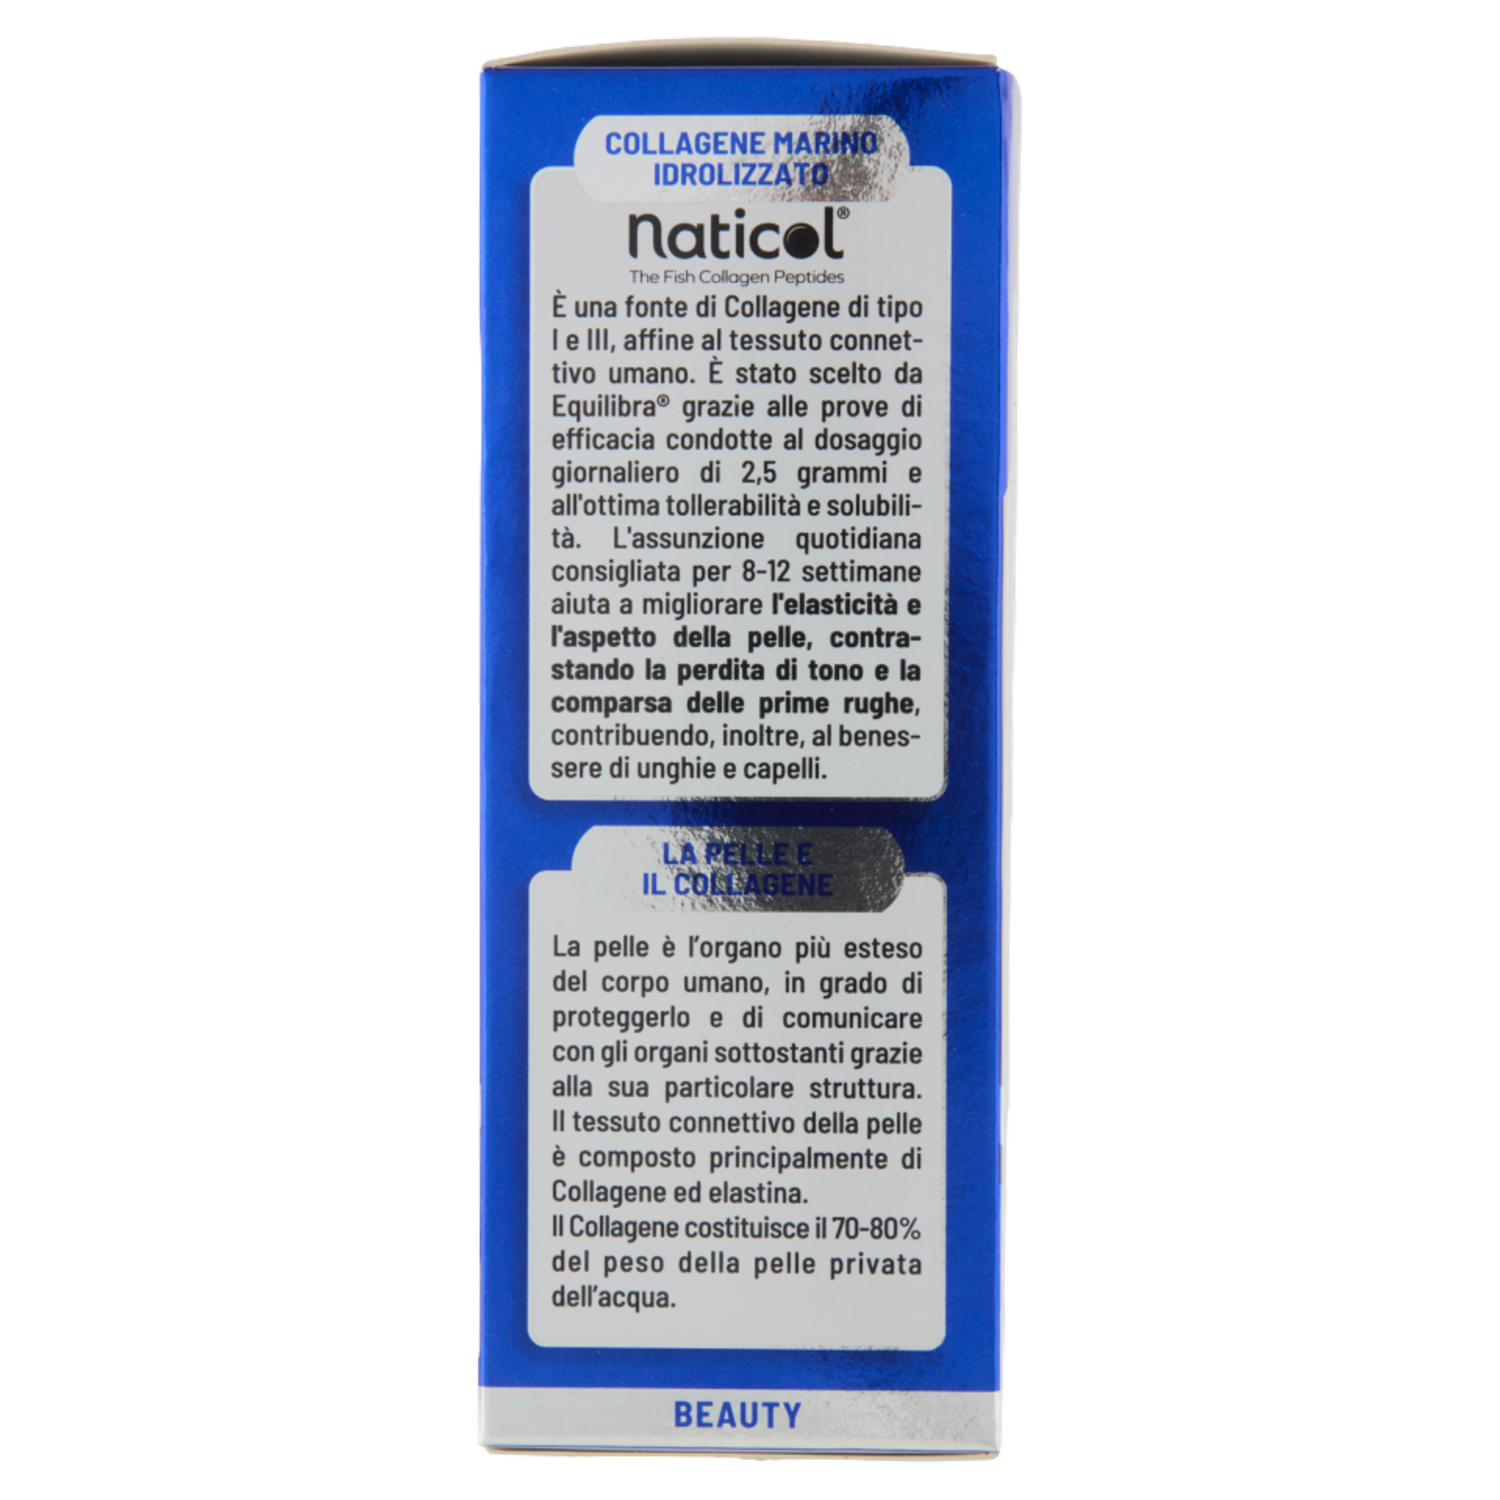 COLLAGENE MARINO
IDROLIZZATO
Naticol®
The Fish Collagen Peptides
È una fonte di Collagene di tipo
I e III, affine al tessuto connet-
tivo umano. È stato scelto da
Equilibra® grazie alle prove di
efficacia condotte al dosaggio
giornaliero di 2,5 grammi e
all'ottima tollerabilità e solubili-
tà. L'assunzione quotidiana
consigliata per 8-12 settimane
aiuta a migliorare l'elasticità e
l'aspetto della pelle, contra-
stando la perdita di tono e la
comparsa delle prime rughe,
contribuendo, inoltre, al benes-
sere di unghie e capelli.
LA PELLE E
IL COLLAGENE
La pelle è l’organo più esteso
del corpo umano, in grado di
proteggerlo e di comunicare
con gli organi sottostanti grazie
alla sua particolare struttura.
Il tessuto connettivo della pelle
è composto principalmente di
Collagene ed elastina.
Il Collagene costituisce il 70-80%
del peso della pelle privata
dell’acqua.
BEAUTY